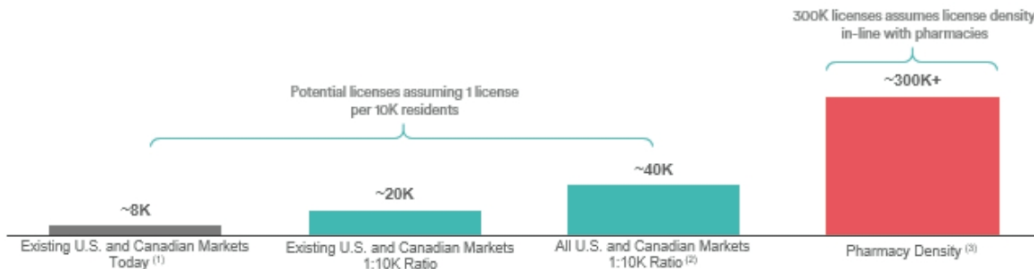 300K licenses assumes license density
in-line with pharmacies
~300K+
Potential licenses assuming 1 license
per 10K residents
~40K
~20K
~8K
Existing U.S. and Canadian Markets
Today (1)
Existing U.S. and Canadian Markets
1:10K Ratio
All U.S. and Canadian Markets
1:10K Ratio (2)
Pharmacy Density (3)